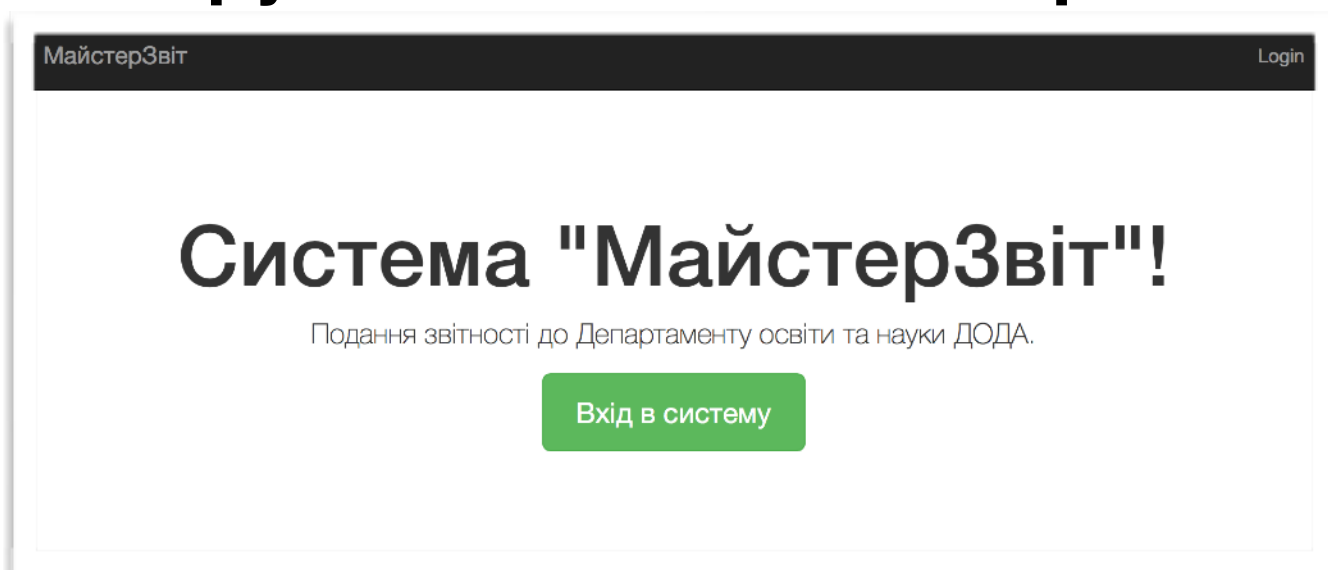 МайстерЗвіт
Login
Система "МайстерЗвіт"!
Подання звітності до Департаменту освіти та науки ДОДА.
Вхід в систему